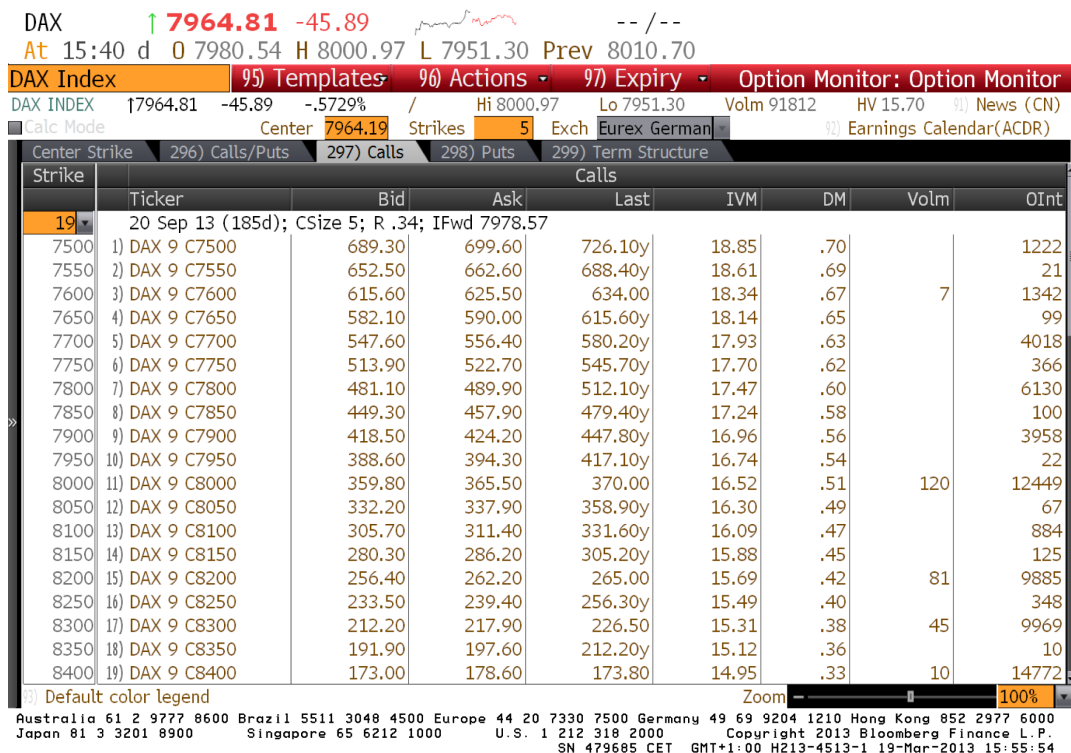 DAX ↑ 7964.81 -45.89 -- /--
At 15:40 d O 7980.54 H 8000.97 L 7951.30 Prev 8010.70
DAX Index 95) Templates 96) Actions 97) Expiry Option Monitor: Option Monitor
DAX INDEX ↑7964.81 -45.89 -.5729% / Hi 8000.97 Lo 7951.30 Volm 91812 HV 15.70 91) News (CN)
Calc Mode Center 7964.19 Strikes 5 Exch Eurex German 92) Earnings Calendar(ACDR)
Center Strike 296) Calls/Puts 297) Calls 298) Puts 299) Term Structure
Strike Calls
Ticker Bid Ask Last IVM DM Volm OInt
19 20 Sep 13 (185d); CSize 5; R .34; IFwd 7978.57
7500 1) DAX 9 C7500 689.30 699.60 726.10y 18.85 .70 1222
7550 2) DAX 9 C7550 652.50 662.60 688.40y 18.61 .69 21
7600 3) DAX 9 C7600 615.60 625.50 634.00 18.34 .67 7 1342
7650 4) DAX 9 C7650 582.10 590.00 615.60y 18.14 .65 99
7700 5) DAX 9 C7700 547.60 556.40 580.20y 17.93 .63 4018
7750 6) DAX 9 C7750 513.90 522.70 545.70y 17.70 .62 366
7800 7) DAX 9 C7800 481.10 489.90 512.10y 17.47 .60 6130
7850 8) DAX 9 C7850 449.30 457.90 479.40y 17.24 .58 100
7900 9) DAX 9 C7900 418.50 424.20 447.80y 16.96 .56 3958
7950 10) DAX 9 C7950 388.60 394.30 417.10y 16.74 .54 22
8000 11) DAX 9 C8000 359.80 365.50 370.00 16.52 .51 120 12449
8050 12) DAX 9 C8050 332.20 337.90 358.90y 16.30 .49 67
8100 13) DAX 9 C8100 305.70 311.40 331.60y 16.09 .47 884
8150 14) DAX 9 C8150 280.30 286.20 305.20y 15.88 .45 125
8200 15) DAX 9 C8200 256.40 262.20 265.00 15.69 .42 81 9885
8250 16) DAX 9 C8250 233.50 239.40 256.30y 15.49 .40 348
8300 17) DAX 9 C8300 212.20 217.90 226.50 15.31 .38 45 9969
8350 18) DAX 9 C8350 191.90 197.60 212.20y 15.12 .36 10
8400 19) DAX 9 C8400 173.00 178.60 173.80 14.95 .33 10 14772
93) Default color legend Zoom 100%
Australia 61 2 9777 8600 Brazil 5511 3048 4500 Europe 44 20 7330 7500 Germany 49 69 9204 1210 Hong Kong 852 2977 6000
Japan 81 3 3201 8900 Singapore 65 6212 1000 U.S. 1 212 318 2000 Copyright 2013 Bloomberg Finance L.P.
SN 479685 CET GMT+1:00 H213-4513-1 19-Mar-2013 15:55:54